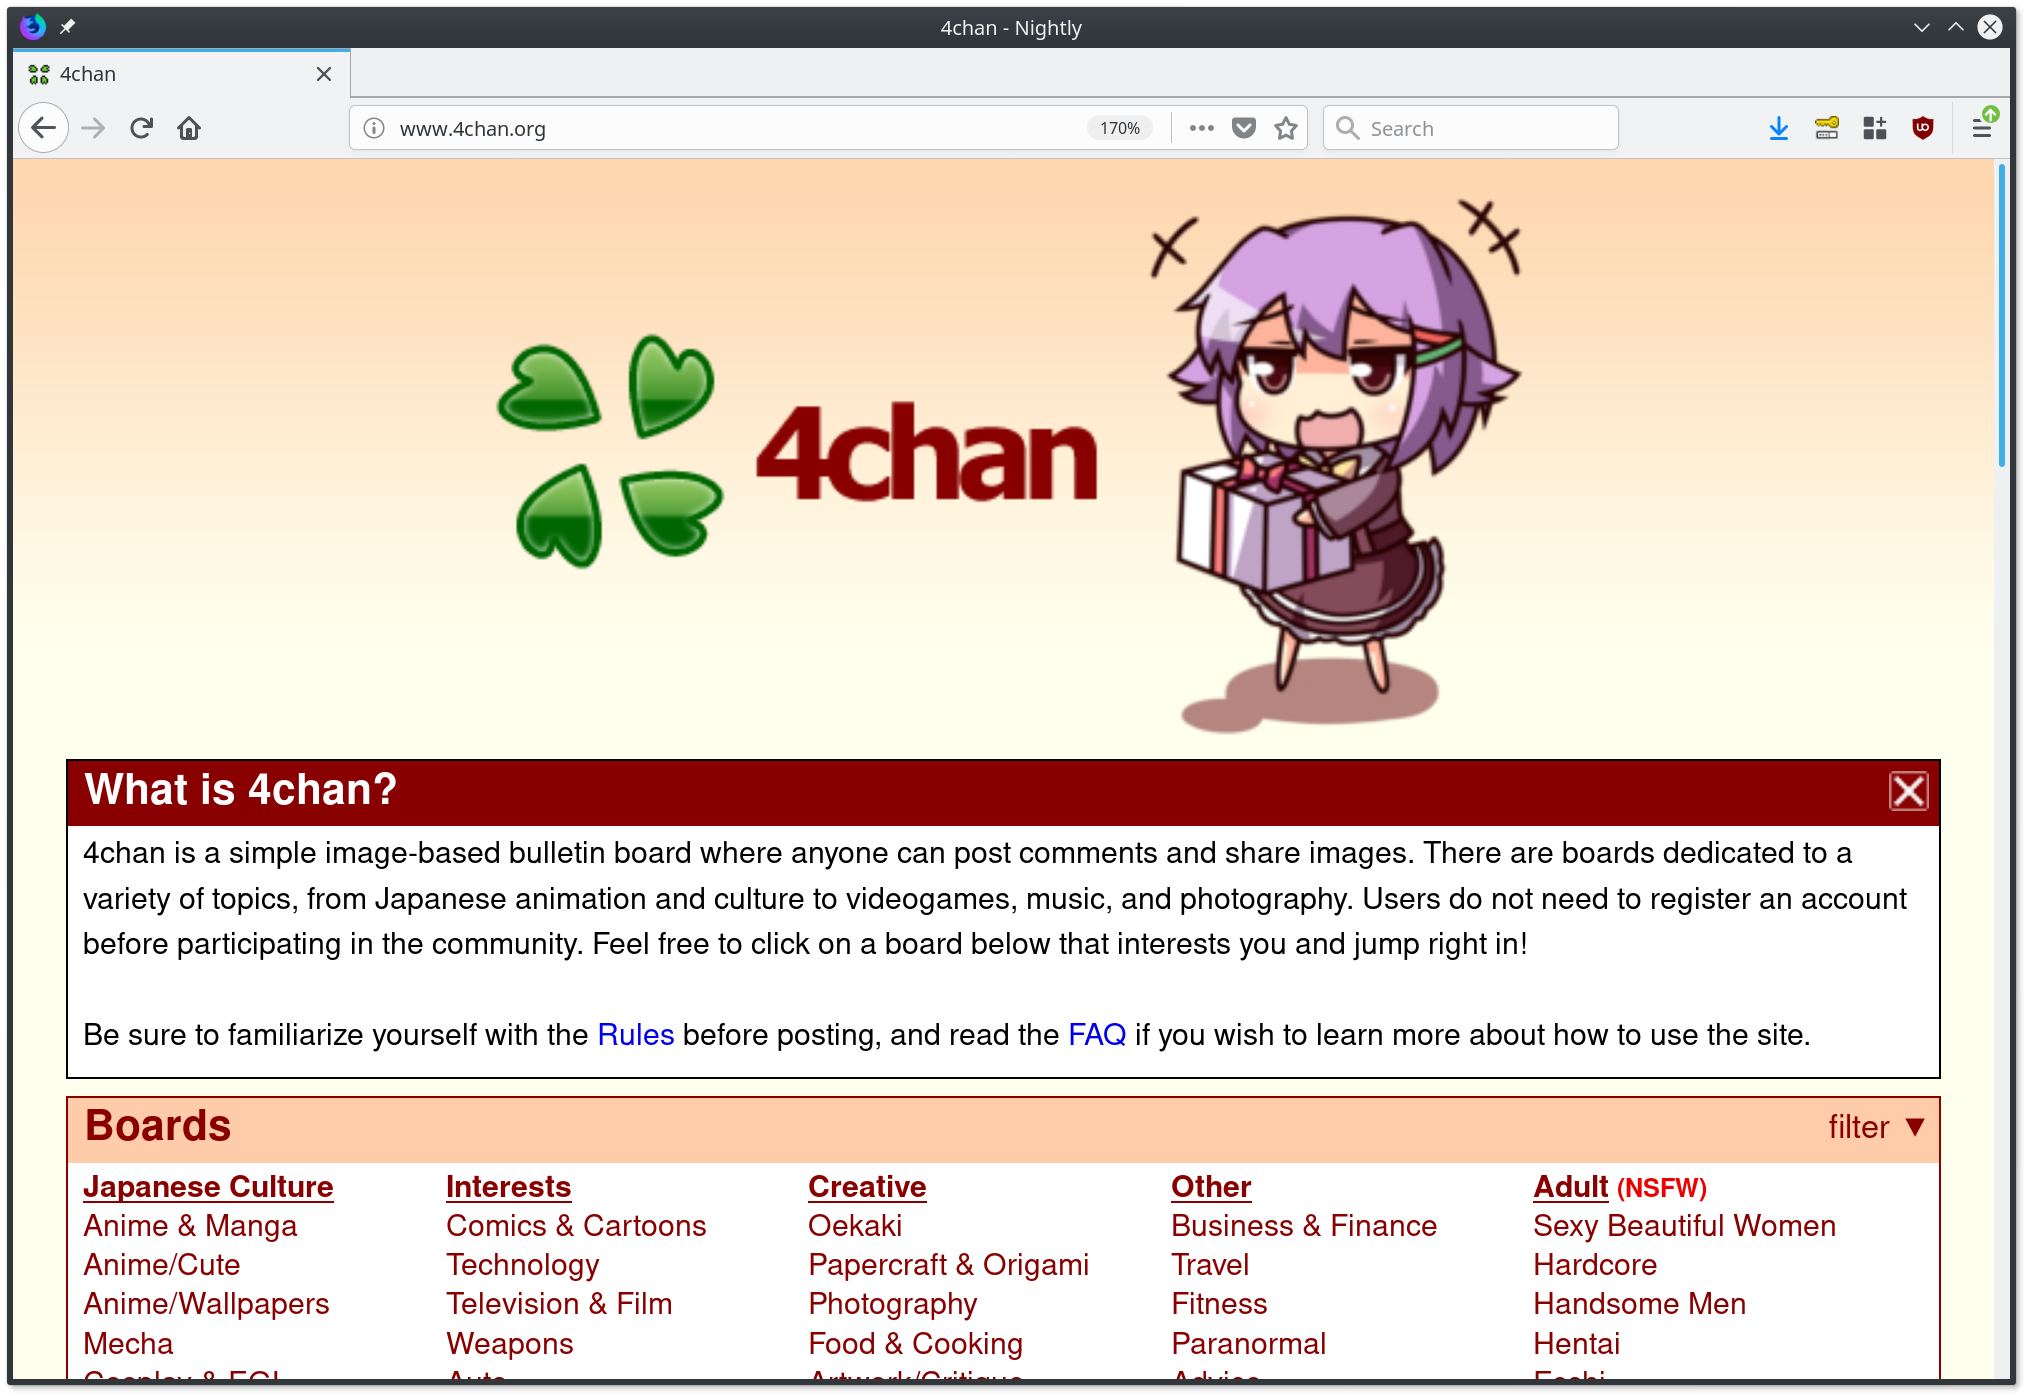 4chan - Nightly
4chan
www.4chan.org
170%
Search
4chan
What is 4chan?
4chan is a simple image-based bulletin board where anyone can post comments and share images. There are boards dedicated to a
variety of topics, from Japanese animation and culture to videogames, music, and photography. Users do not need to register an account
before participating in the community. Feel free to click on a board below that interests you and jump right in!
Be sure to familiarize yourself with the Rules before posting, and read the FAQ if you wish to learn more about how to use the site.
Boards
filter ▼
Japanese Culture
Anime & Manga
Anime/Cute
Anime/Wallpapers
Mecha
Cosplay & EGL
Interests
Comics & Cartoons
Technology
Television & Film
Weapons
Auto
Creative
Oekaki
Papercraft & Origami
Photography
Food & Cooking
Artwork/Critique
Other
Business & Finance
Travel
Fitness
Paranormal
Advice
Adult (NSFW)
Sexy Beautiful Women
Hardcore
Handsome Men
Hentai
Ecchi